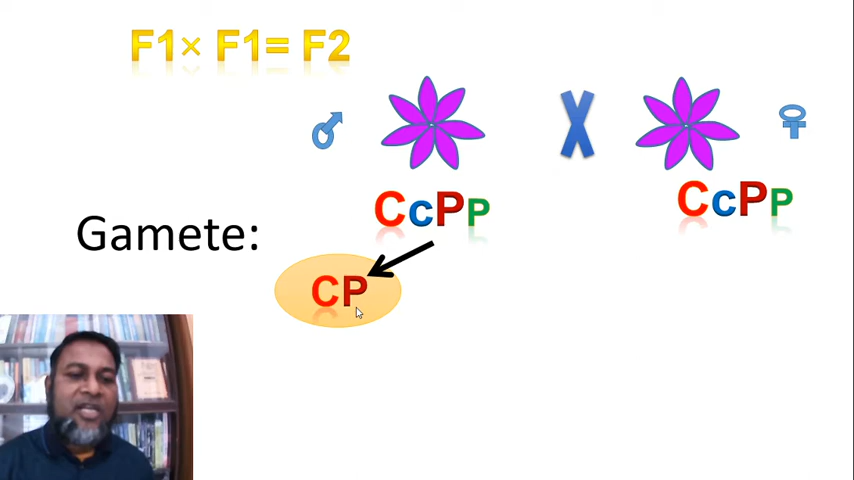 F1× F1= F2
X
CcPp CcPp
Gamete:
CP